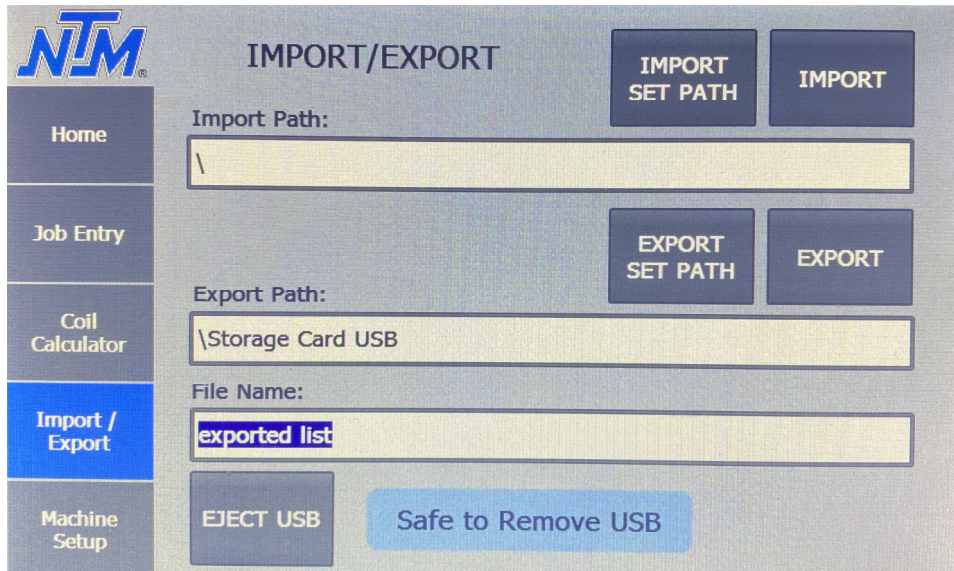 NTM®
IMPORT/EXPORT
IMPORT
SET PATH
IMPORT
Home
Import Path:
\
Job Entry
EXPORT
SET PATH
EXPORT
Export Path:
Coil
Calculator
\Storage Card USB
File Name:
Import /
Export
exported list
Machine
Setup
EJECT USB
Safe to Remove USB